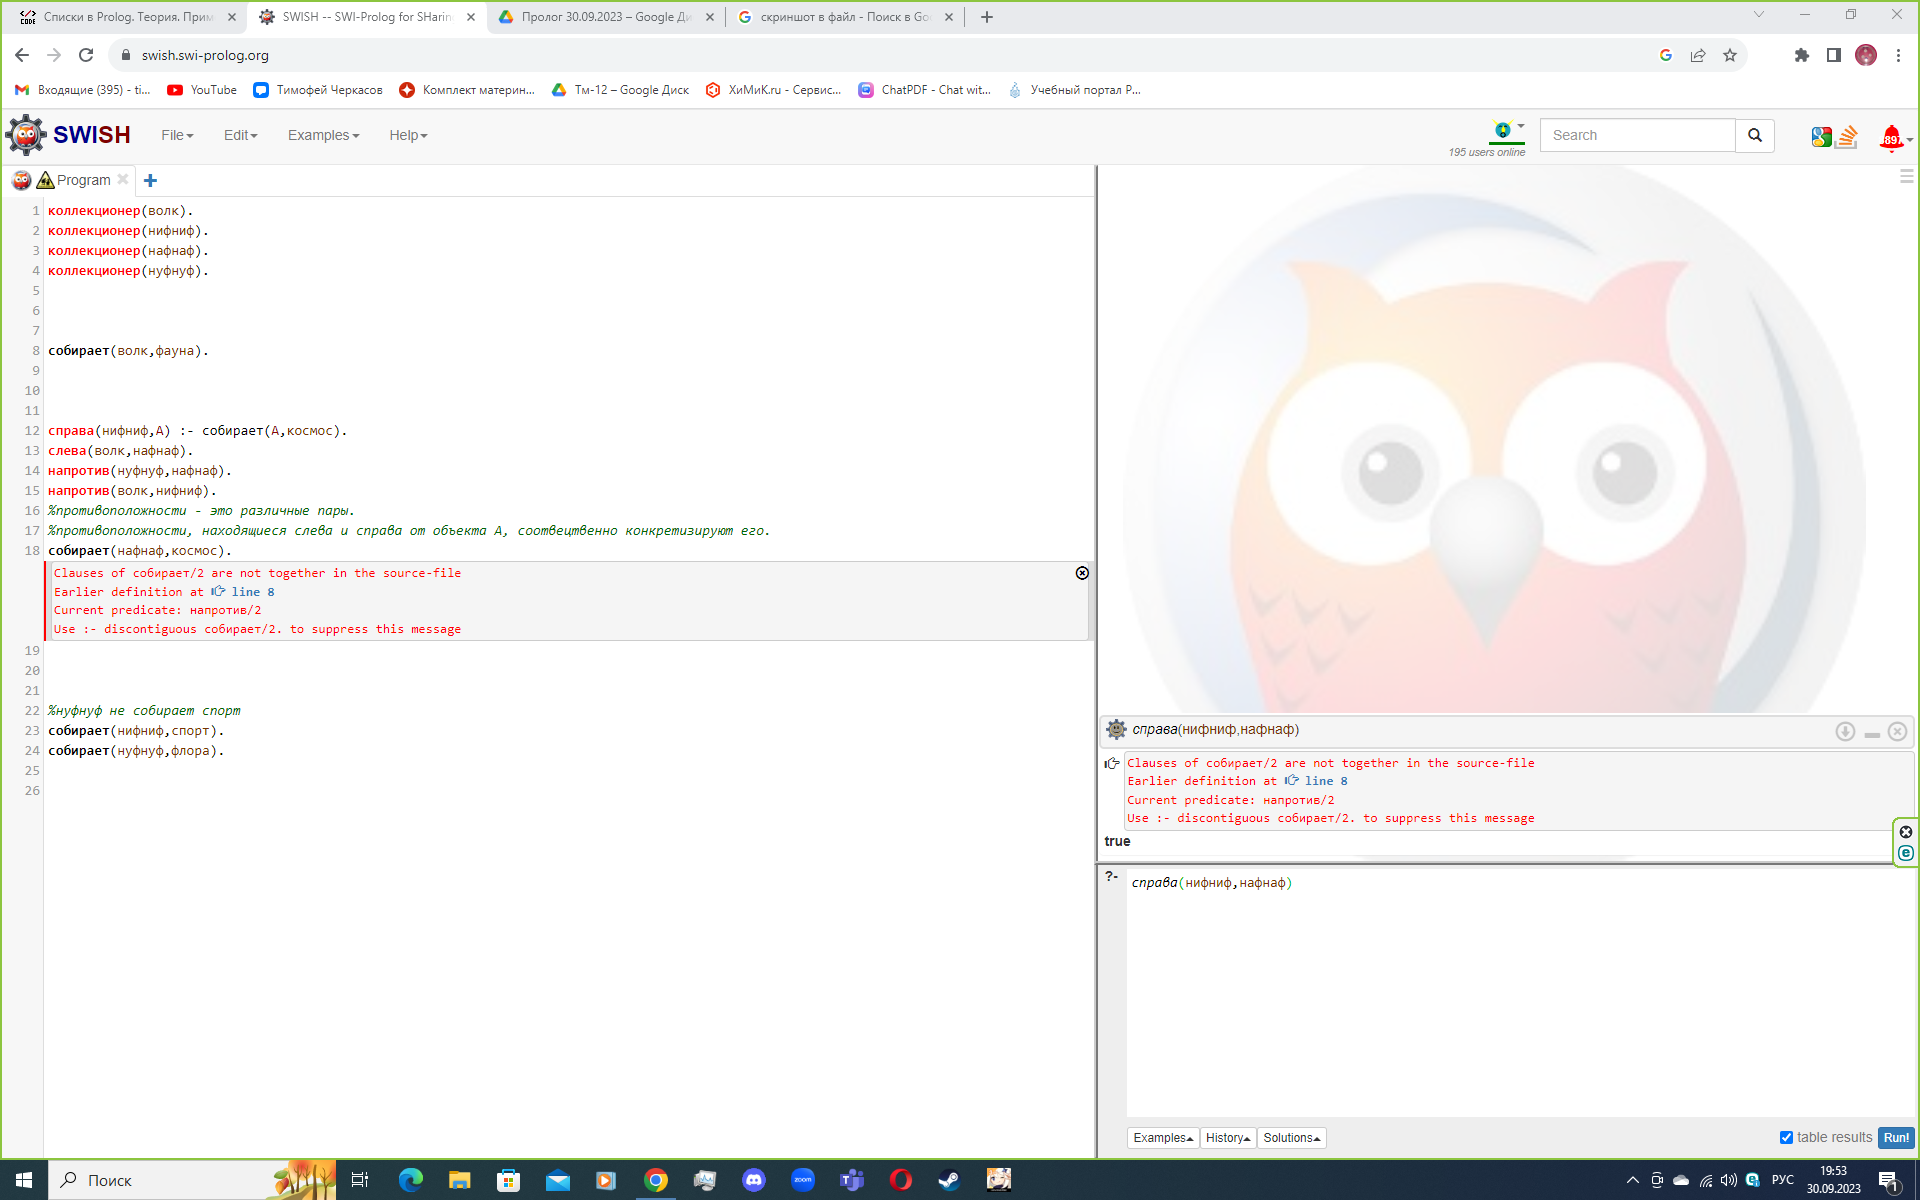 Списки в Prolog. Теория. Прим
SWISH -- SWI-Prolog for SHarin
Пролог 30.09.2023 – Google Ди
скриншот в файл - Поиск в Go
swish.swi-prolog.org
Входящие (395) - ti...
YouTube
Тимофей Черкасов
Комплект материн...
Тм-12 – Google Диск
ХиМиК.ru - Сервис...
ChatPDF - Chat wit...
Учебный портал Р...
SWISH
File
Edit
Examples
Help
195 users online
Search
Program
1 коллекционер(волк).
2 коллекционер(нифниф).
3 коллекционер(нафнаф).
4 коллекционер(нуфнуф).
5
6
7
8 собирает(волк,фауна).
9
10
11
12 справа(нифниф,А) :- собирает(А,космос).
13 слева(волк,нафнаф).
14 напротив(нуфнуф,нафнаф).
15 напротив(волк,нифниф).
16 %противоположности - это различные пары.
17 %противоположности, находящиеся слева и справа от объекта А, соотвецтвенно конкретизируют его.
18 собирает(нафнаф,космос).
Clauses of собирает/2 are not together in the source-file
Earlier definition at line 8
Current predicate: напротив/2
Use :- discontiguous собирает/2. to suppress this message
19
20
21
22 %нуфнуф не собирает спорт
23 собирает(нифниф,спорт).
24 собирает(нуфнуф,флора).
25
26
справа(нифниф,нафнаф)
Clauses of собирает/2 are not together in the source-file
Earlier definition at line 8
Current predicate: напротив/2
Use :- discontiguous собирает/2. to suppress this message
true
?- справа(нифниф,нафнаф)
Examples
History
Solutions
table results
Run!
Поиск
zoom
РУС
19:53
30.09.2023
1